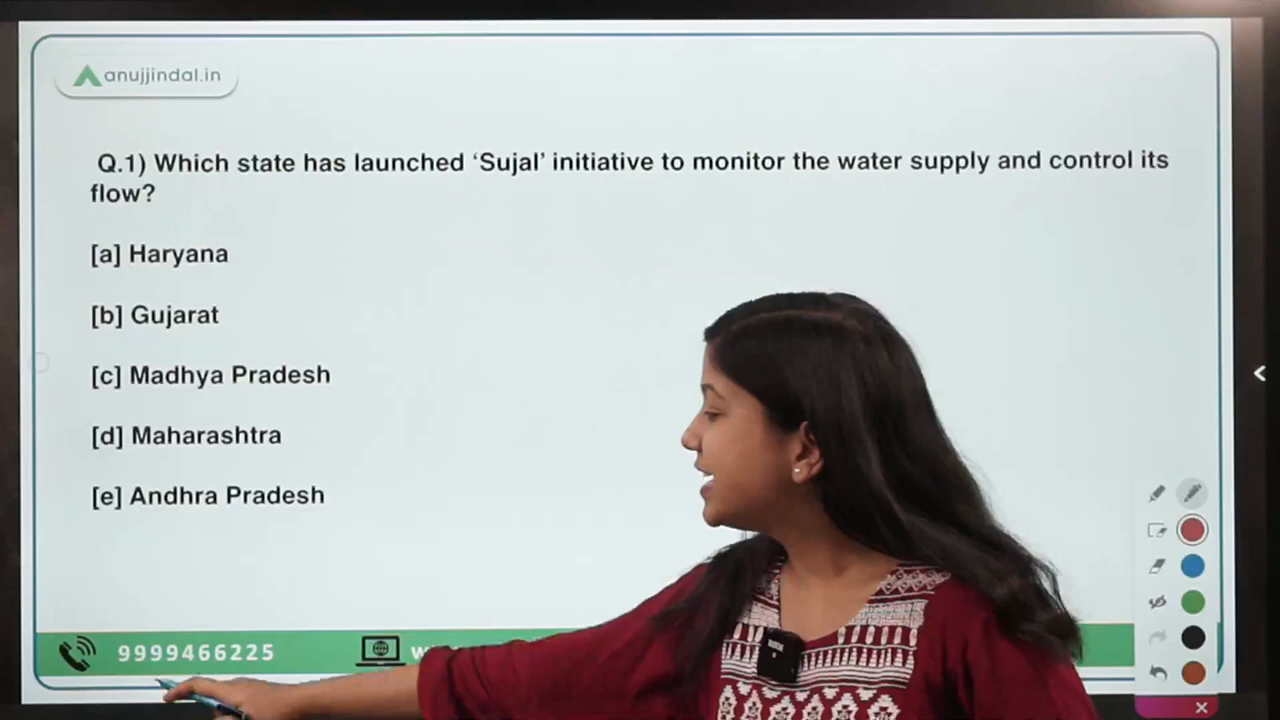 anujjindal.in
Q.1) Which state has launched ‘Sujal’ initiative to monitor the water supply and control its
flow?
[a] Haryana
[b] Gujarat
[c] Madhya Pradesh
[d] Maharashtra
[e] Andhra Pradesh
9999466225